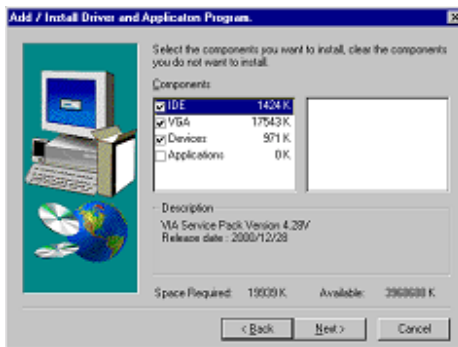 Add / Install Driver and Applicaton Program.
Select the components you want to install, clear the components
you do not want to install.
Components
IDE 1424 K
VGA 17543 K
Devices 971 K
Applications 0 K
Description
VIA Service Pack Version 4.28V
Release date : 2000/12/28
Space Required: 19939 K
Available: 3968688 K
< Back
Next >
Cancel